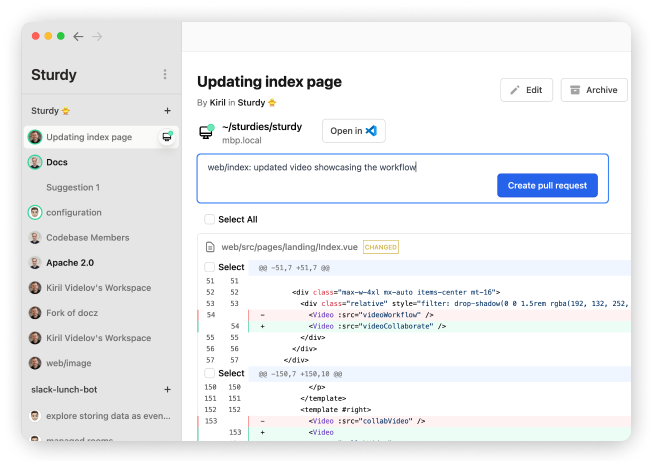 Sturdy
Sturdy
+
Updating index page
Docs
Suggestion 1
configuration
Codebase Members
Apache 2.0
Kiril Videlov's Workspace
Fork of docz
Kiril Videlov's Workspace
web/image
slack-lunch-bot
+
explore storing data as even...
managed rooms
Updating index page
Edit
Archive
By Kiril in Sturdy
~/sturdies/sturdy
mbp.local
Open in
web/index: updated video showcasing the workflow
Create pull request
Select All
web/src/pages/landing/Index.vue CHANGED
Select @@ -51,7 +51,7 @@
51 51
52 52 <div class="max-w-4xl mx-auto items-center mt-16">
53 53 <div class="relative" style="filter: drop-shadow(0 0 1.5rem rgba(192, 132, 252,
54 - <Video :src="videoWorkflow" />
54 + <Video :src="videoCollaborate" />
55 55 </div>
56 56 </div>
57 57 </div>
Select @@ -150,7 +150,10 @@
150 150 </p>
151 151 </template>
152 152 <template #right>
153 - <Video :src="collabVideo" />
153 + <Video